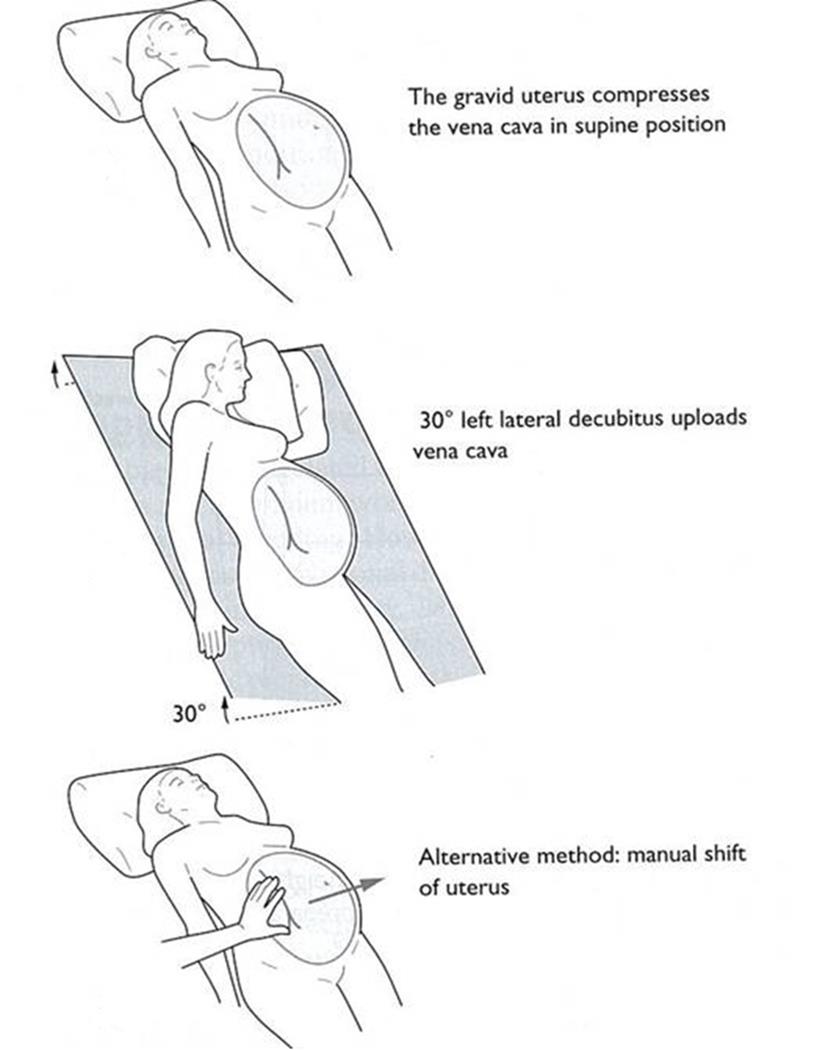 The gravid uterus compresses
the vena cava in supine position
30° left lateral decubitus uploads
vena cava
30°
Alternative method: manual shift
of uterus